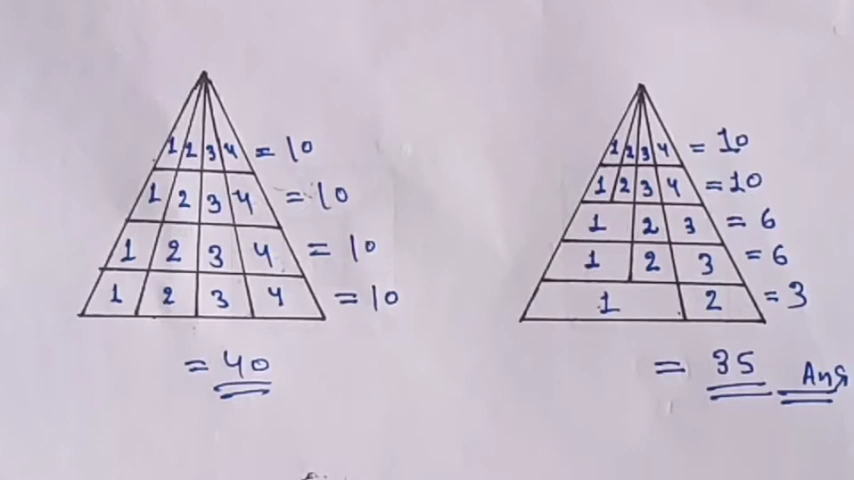 1 2 3 4 = 10
1 2 3 4 = 10
1 2 3 4 = 10
1 2 3 4 = 10
= 40
1 2 3 4 = 10
1 2 3 4 = 10
1 2 3 = 6
1 2 3 = 6
1 2 = 3
= 35 Ans